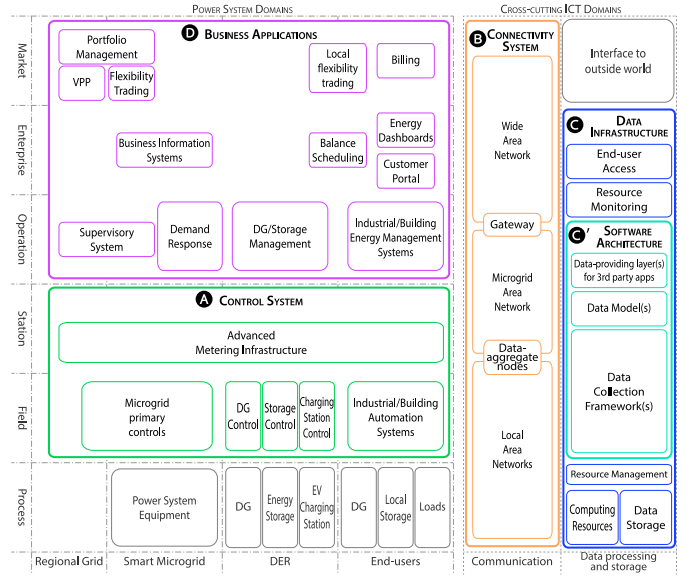 POWER SYSTEM DOMAINS
CROSS-CUTTING ICT DOMAINS
Market
Enterprise
Operation
Station
Field
Process
D BUSINESS APPLICATIONS
Portfolio
Management
VPP
Flexibility
Trading
Local
flexibility
trading
Billing
Business Information
Systems
Balance
Scheduling
Energy
Dashboards
Customer
Portal
Supervisory
System
Demand
Response
DG/Storage
Management
Industrial/Building
Energy Management
Systems
A CONTROL SYSTEM
Advanced
Metering Infrastructure
Microgrid
primary
controls
DG
Control
Storage
Control
Charging
Station
Control
Industrial/Building
Automation
Systems
Power System
Equipment
DG
Energy
Storage
EV
Charging
Station
DG
Local
Storage
Loads
B CONNECTIVITY
SYSTEM
Wide
Area
Network
Gateway
Microgrid
Area
Network
Data-
aggregate
nodes
Local
Area
Networks
Interface to
outside world
C DATA
INFRASTRUCTURE
End-user
Access
Resource
Monitoring
C' SOFTWARE
ARCHITECTURE
Data-providing layer(s)
for 3rd party apps
Data Model(s)
Data
Collection
Framework(s)
Resource Management
Computing
Resources
Data
Storage
Regional Grid
Smart Microgrid
DER
End-users
Communication
Data processing
and storage